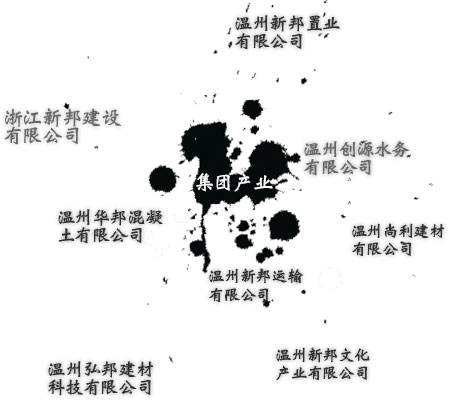 温州新邦置业
有限公司
浙江新邦建设
有限公司
温州创源水务
有限公司
集团产业
温州华邦混凝
土有限公司
温州尚利建材
有限公司
温州新邦运输
有限公司
温州新邦文化
产业有限公司
温州弘邦建材
科技有限公司